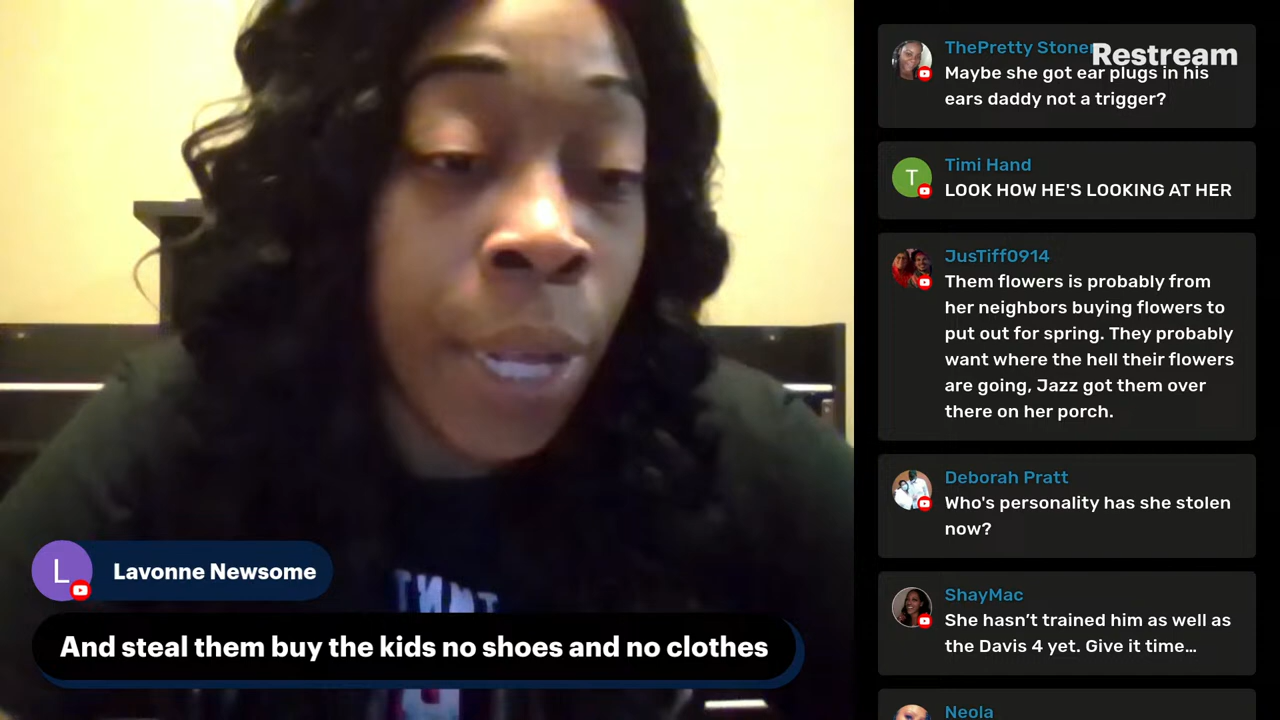 ThePretty Stoner
Restream
Maybe she got ear plugs in his
ears daddy not a trigger?
T
Timi Hand
LOOK HOW HE'S LOOKING AT HER
JusTiff0914
Them flowers is probably from
her neighbors buying flowers to
put out for spring. They probably
want where the hell their flowers
are going, Jazz got them over
there on her porch.
Deborah Pratt
Who's personality has she stolen
now?
ShayMac
She hasn’t trained him as well as
the Davis 4 yet. Give it time...
Neola
L
Lavonne Newsome
And steal them buy the kids no shoes and no clothes